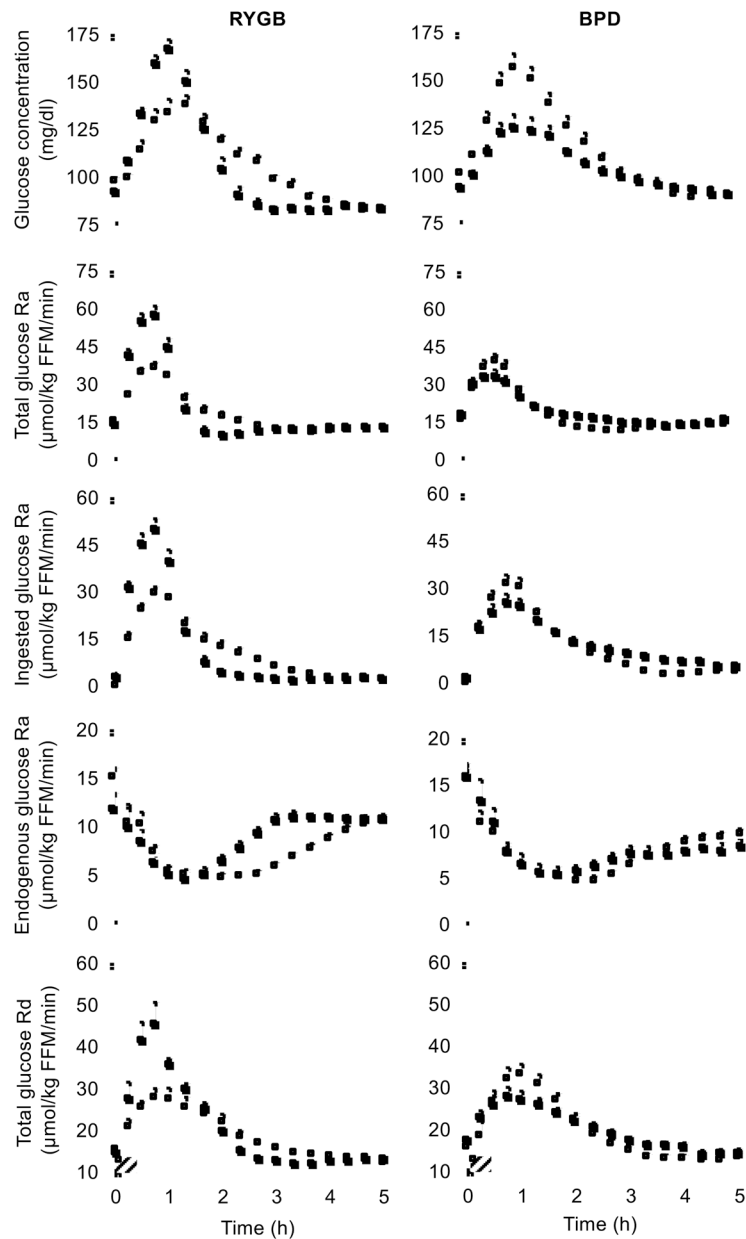 RYGB BPD
Glucose concentration
(mg/dl)
175 175
150 150
125 125
100 100
75 75
Total glucose Ra
(µmol/kg FFM/min)
75 75
60 60
45 45
30 30
15 15
0 0
Ingested glucose Ra
(µmol/kg FFM/min)
60 60
45 45
30 30
15 15
0 0
Endogenous glucose Ra
(µmol/kg FFM/min)
20 20
15 15
10 10
5 5
0 0
Total glucose Rd
(µmol/kg FFM/min)
60 60
50 50
40 40
30 30
20 20
10 10
0 1 2 3 4 5 0 1 2 3 4 5
Time (h) Time (h)